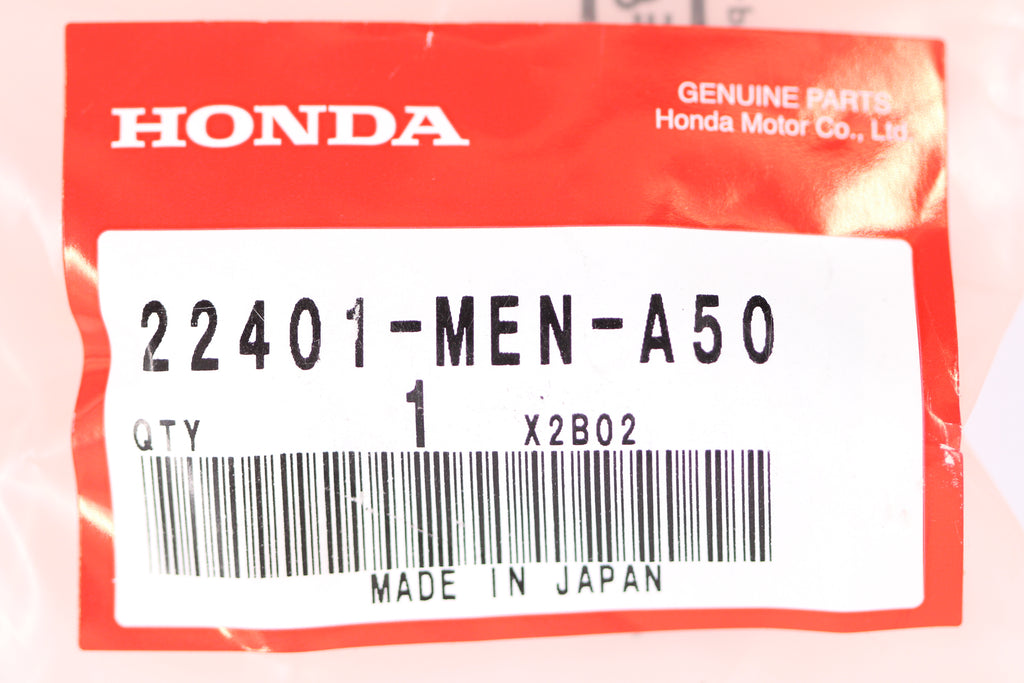 HONDA
GENUINE PARTS
Honda Motor Co., Ltd.
22401-MEN-A50
QTY 1 X2B02
MADE IN JAPAN